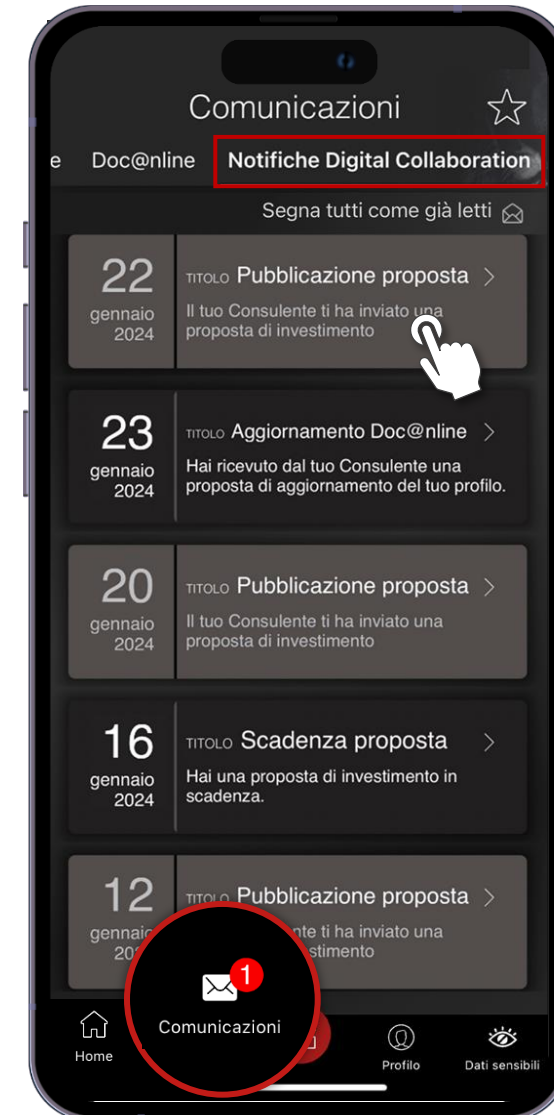 Comunicazioni
e Doc@nline Notifiche Digital Collaboration
Segna tutti come già letti
22 gennaio 2024
TITOLO Pubblicazione proposta
Il tuo Consulente ti ha inviato una
proposta di investimento
23 gennaio 2024
TITOLO Aggiornamento Doc@nline
Hai ricevuto dal tuo Consulente una
proposta di aggiornamento del tuo profilo.
20 gennaio 2024
TITOLO Pubblicazione proposta
Il tuo Consulente ti ha inviato una
proposta di investimento
16 gennaio 2024
TITOLO Scadenza proposta
Hai una proposta di investimento in
scadenza.
12
TITOLO Pubblicazione proposta
ti ha inviato una
1
Comunicazioni
Home
Profilo
Dati sensibili